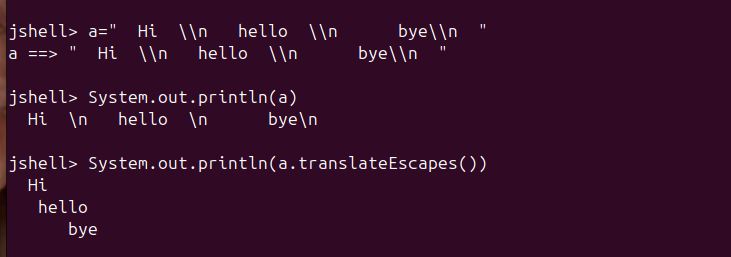 jshell> a="  Hi  \\n   hello  \\n      bye\\n  "
a ==> "  Hi  \\n   hello  \\n      bye\\n  "
jshell> System.out.println(a)
  Hi  \n   hello  \n      bye\n
jshell> System.out.println(a.translateEscapes())
  Hi
   hello
      bye